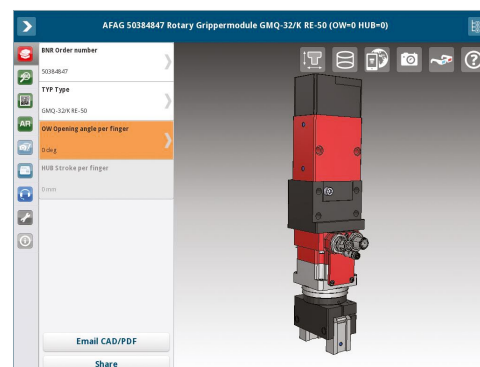 AFAG 50384847 Rotary Grippermodule GMQ-32/K RE-50 (OW=0 HUB=0)
BNR Order number
50384847
TYP Type
GMQ-32/K RE-50
AR
OW Opening angle per finger
0 deg
HUB Stroke per finger
0 mm
Email CAD/PDF
Share